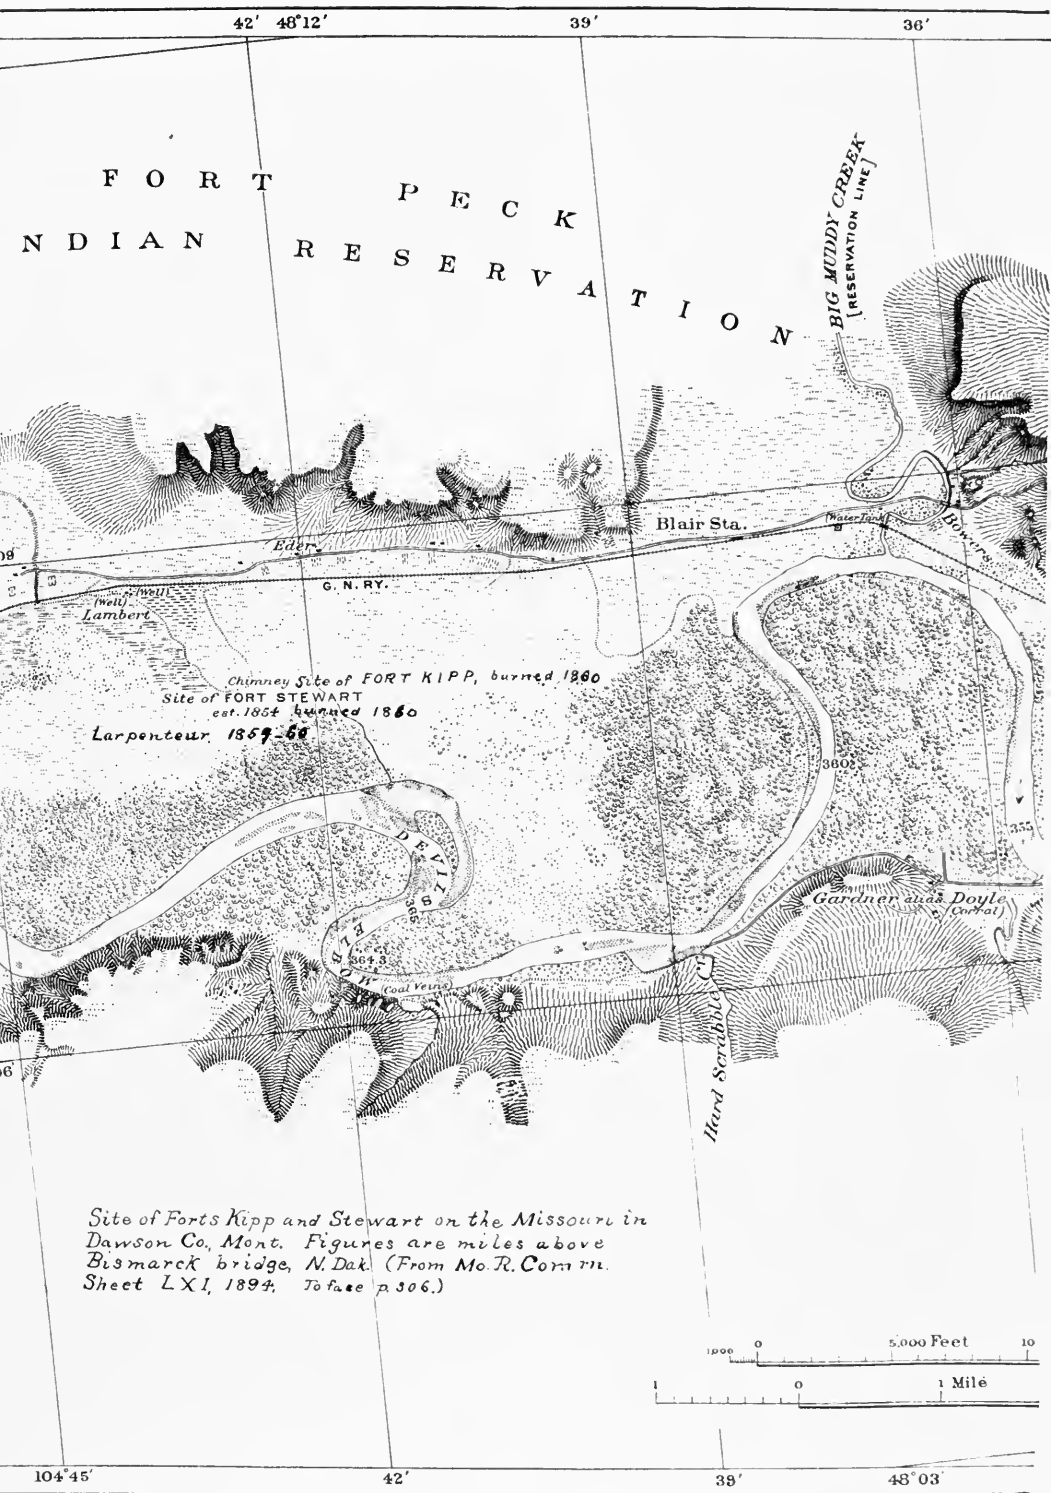 42' 48°12' 39' 36'
FORT PECK
NDIAN RESERVATION
BIG MUDDY CREEK
[RESERVATION LINE]
Blair Sta.
(Water Tank)
Bowers
Eder
G. N. RY.
(Well)
(Well)
Lambert
Chimney Site of FORT KIPP, burned 1860
Site of FORT STEWART
est. 1854 burned 1860
Larpenteur 1859-60
360
355
DEVILS
365
ELBOW
364.3
(Coal Veins)
Gardner alias Doyle
(Corral)
Hard Scrabble Cr.
Site of Forts Kipp and Stewart on the Missouri in
Dawson Co., Mont. Figures are miles above
Bismarck bridge, N. Dak. (From Mo. R. Com m.
Sheet LXI, 1894. To face p. 306.)
1,000 0 5,000 Feet 10
1 0 1 Mile
104°45' 42' 39' 48°03'